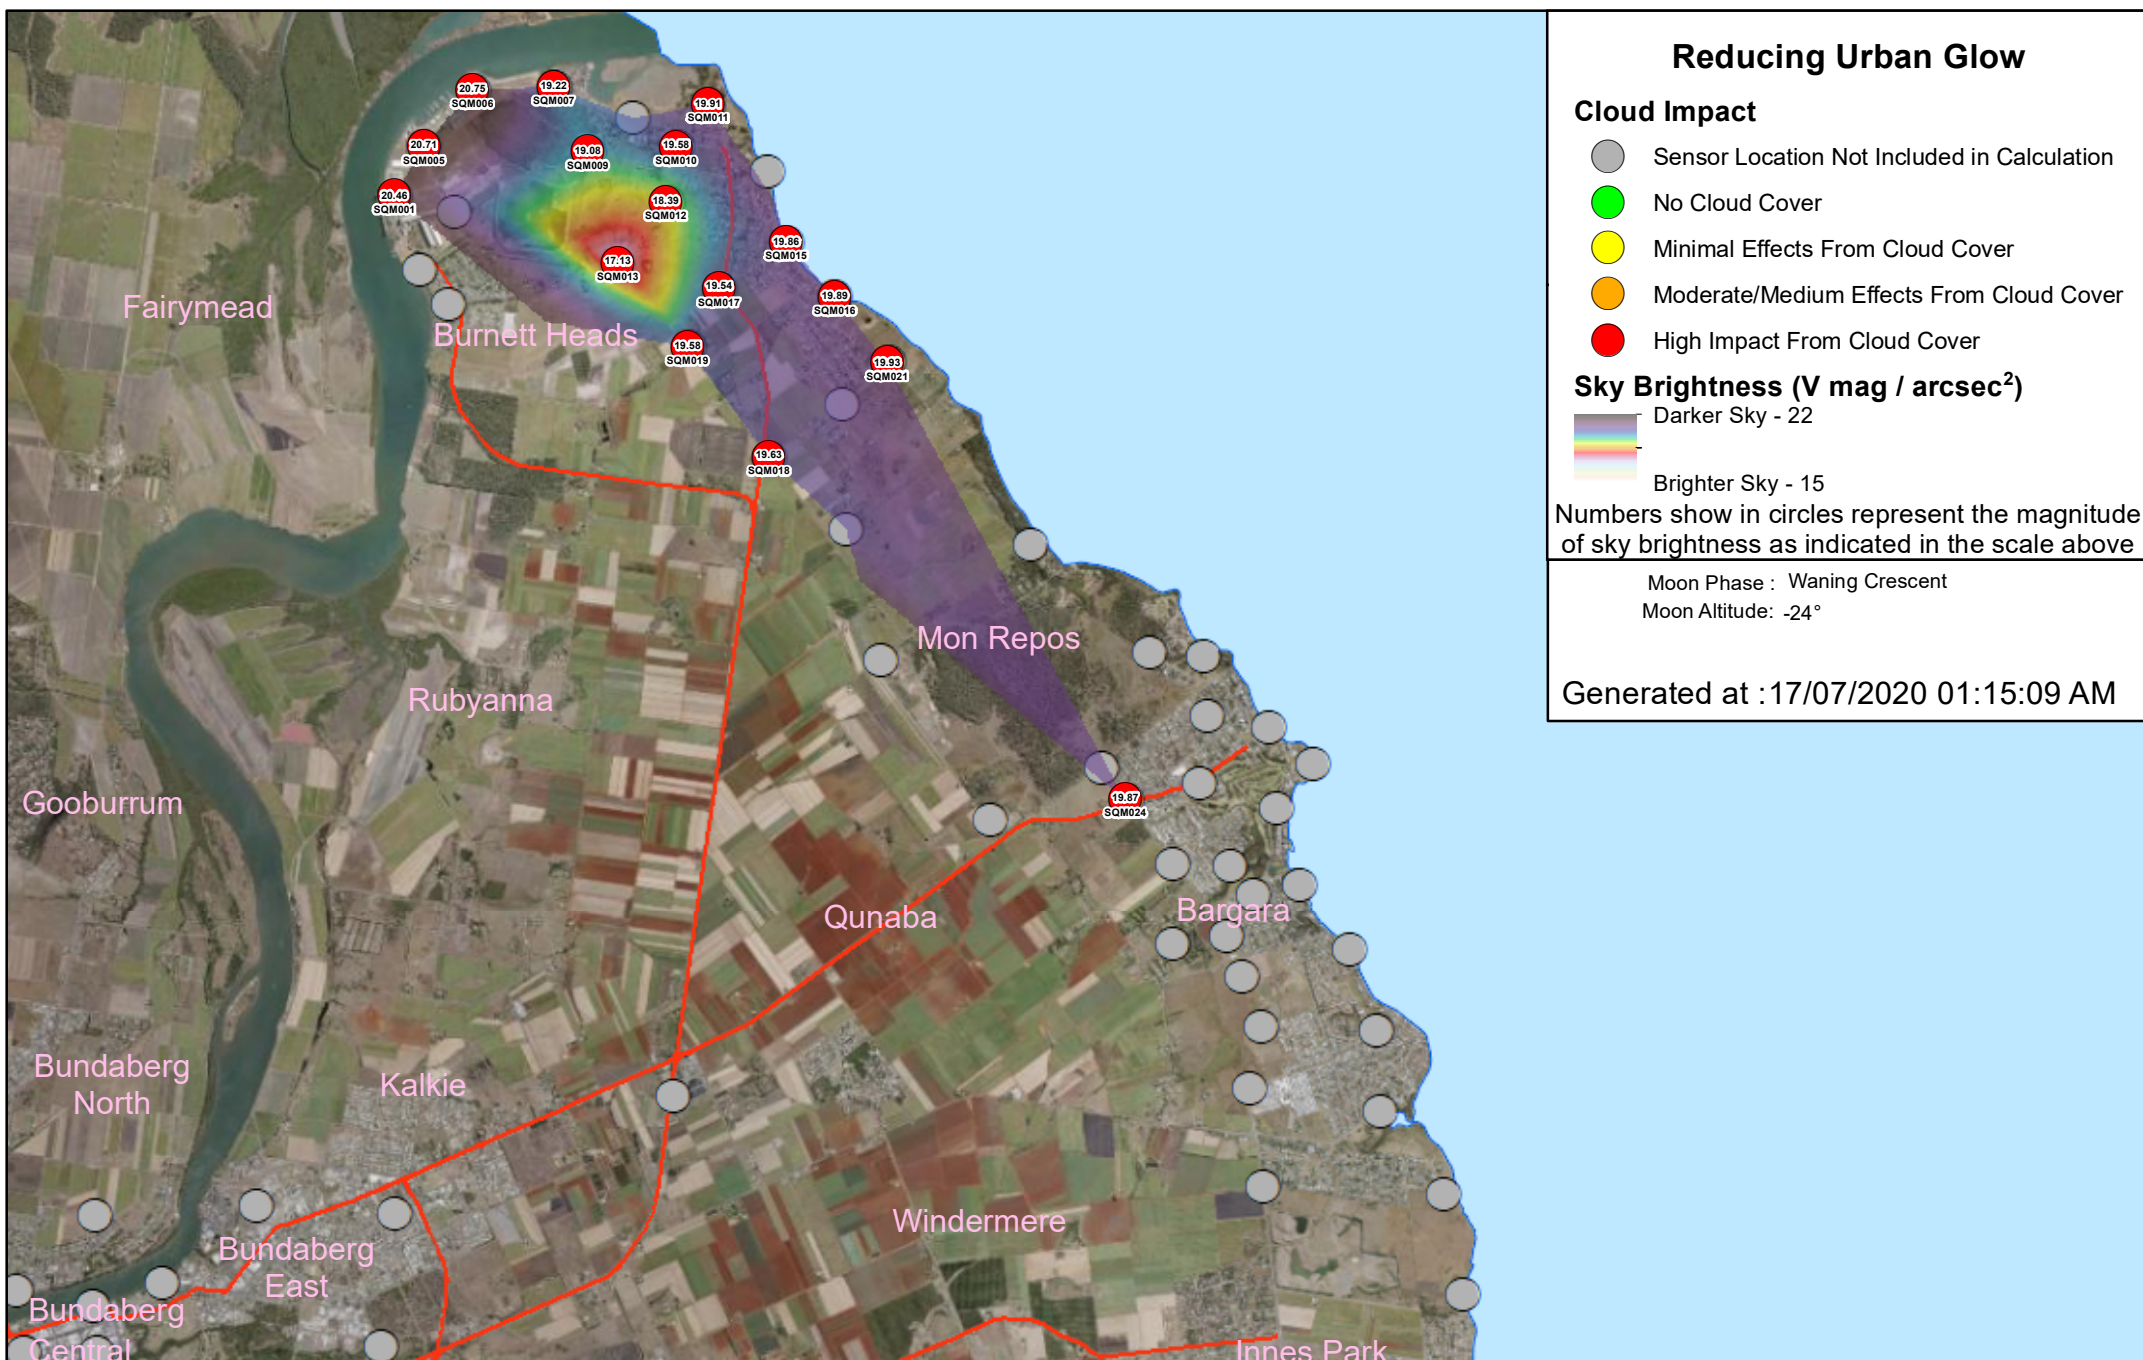 Reducing Urban Glow
Cloud Impact
Sensor Location Not Included in Calculation
No Cloud Cover
Minimal Effects From Cloud Cover
Moderate/Medium Effects From Cloud Cover
High Impact From Cloud Cover
Sky Brightness (V mag / arcsec²)
Darker Sky - 22
Brighter Sky - 15
Numbers show in circles represent the magnitude
of sky brightness as indicated in the scale above
Moon Phase : Waning Crescent
Moon Altitude: -24°
Generated at :17/07/2020 01:15:09 AM
20.75
SQM006
19.22
SQM007
19.91
SQM011
20.71
SQM005
19.08
SQM009
19.58
SQM010
20.46
SQM001
18.39
SQM012
19.86
SQM015
17.13
SQM013
19.54
SQM017
19.89
SQM016
Fairymead
Burnett Heads
19.58
SQM019
19.93
SQM021
19.63
SQM018
Mon Repos
Rubyanna
Gooburrum
19.87
SQM024
Qunaba
Bargara
Bundaberg
North
Kalkie
Windermere
Bundaberg
East
Bundaberg
Central
Innes Park